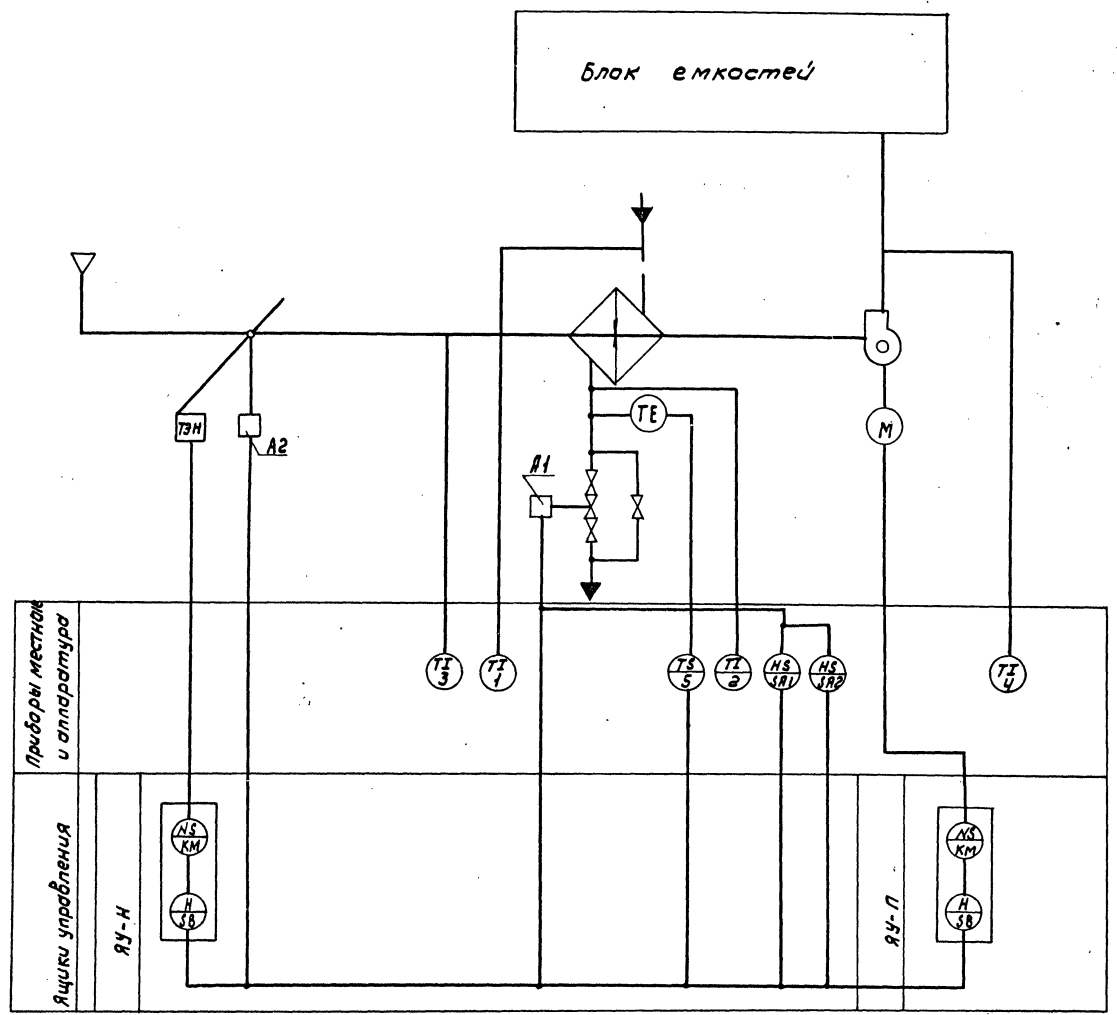 Блок емкостей
ТЭН
А2
А1
ТЕ
М
Приборы местные
и аппаратура
TI
3
TI
1
TS
5
TI
2
HS
SA1
HS
SA2
TI
4
Ящики управления
ЯУ-Н
NS
KM
H
SB
ЯУ-П
NS
KM
H
SB